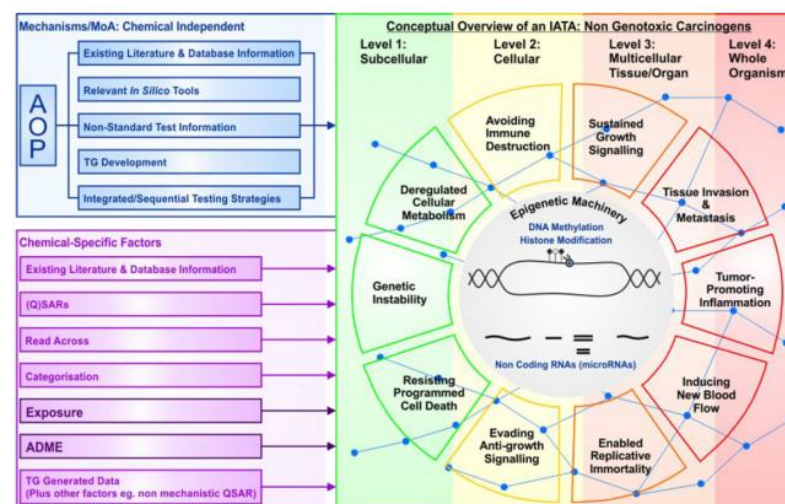 Mechanisms/MoA: Chemical Independent
AOP
Existing Literature & Database Information
Relevant In Silico Tools
Non-Standard Test Information
TG Development
Integrated/Sequential Testing Strategies
Chemical-Specific Factors
Existing Literature & Database Information
(Q)SARs
Read Across
Categorisation
Exposure
ADME
TG Generated Data
(Plus other factors eg. non mechanistic QSAR)
Conceptual Overview of an IATA: Non Genotoxic Carcinogens
Level 1:
Subcellular
Level 2:
Cellular
Level 3:
Multicellular
Tissue/Organ
Level 4:
Whole
Organism
Avoiding
Immune
Destruction
Sustained
Growth
Signalling
Deregulated
Cellular
Metabolism
Tissue Invasion
&
Metastasis
Genetic
Instability
Tumor-
Promoting
Inflammation
Resisting
Programmed
Cell Death
Inducing
New Blood
Flow
Evading
Anti-growth
Signalling
Enabled
Replicative
Immortality
Epigenetic Machinery
DNA Methylation
Histone Modification
Non Coding RNAs (microRNAs)